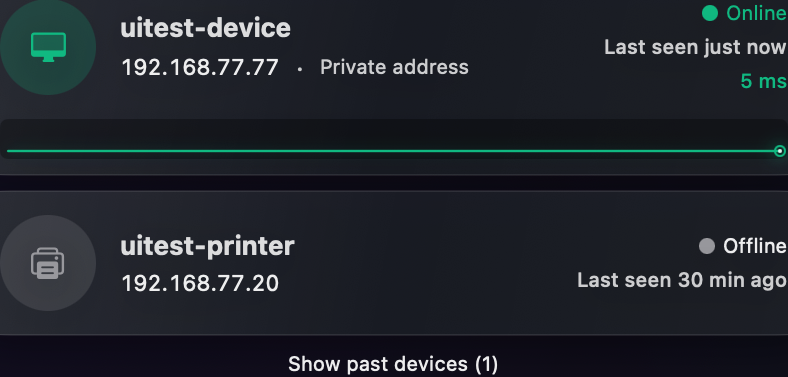 uitest-device
Online
192.168.77.77 · Private address
Last seen just now
5 ms
uitest-printer
Offline
192.168.77.20
Last seen 30 min ago
Show past devices (1)